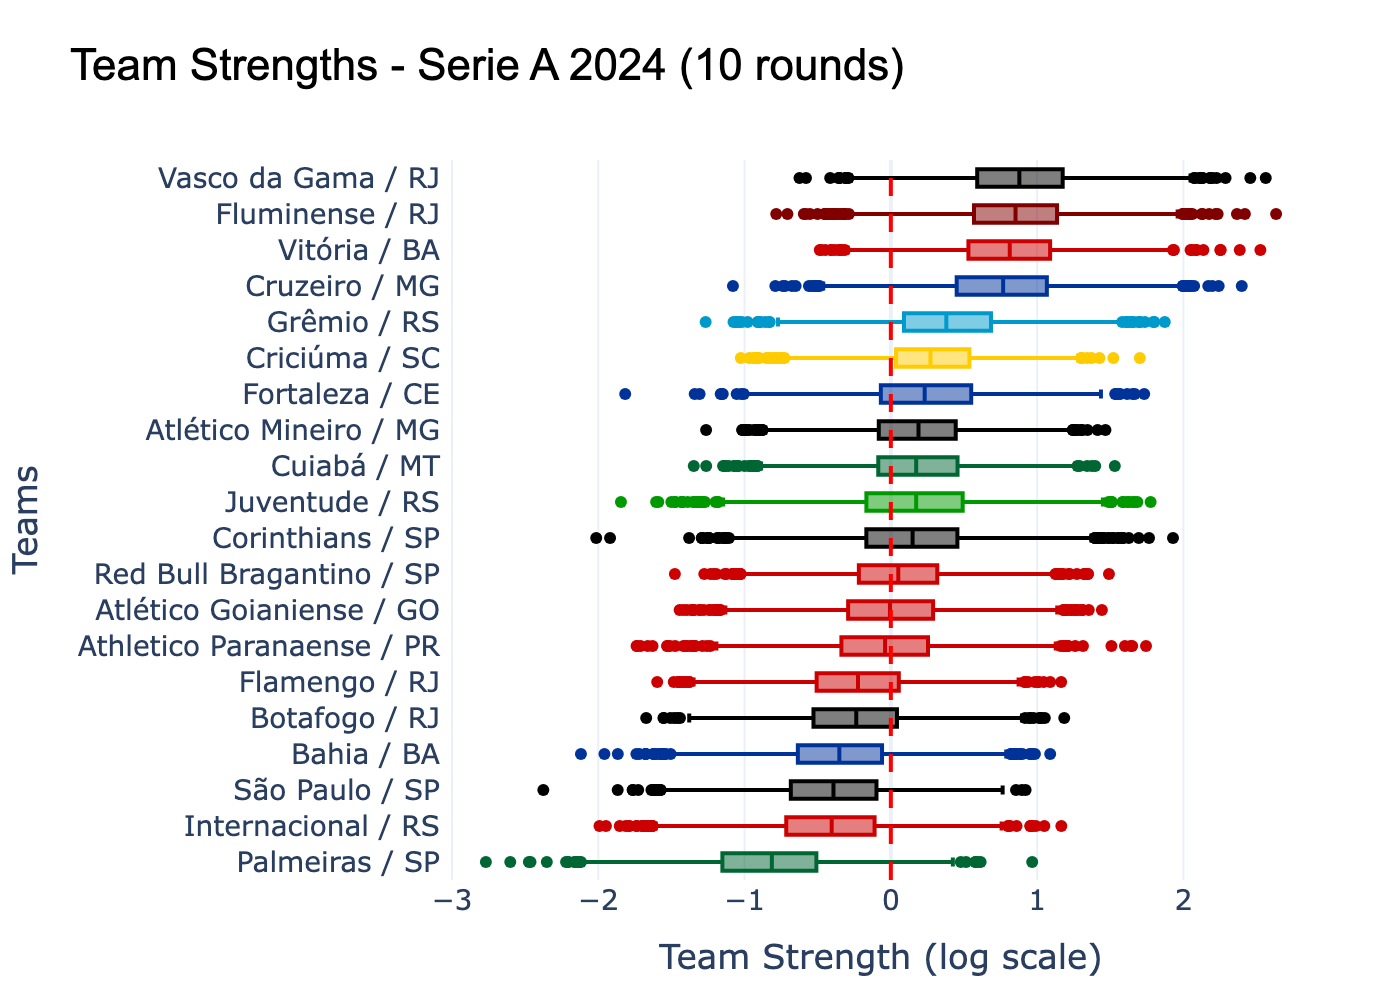 Team Strengths - Serie A 2024 (10 rounds)
Vasco da Gama / RJ
Fluminense / RJ
Vitória / BA
Cruzeiro / MG
Grêmio / RS
Criciúma / SC
Fortaleza / CE
Atlético Mineiro / MG
Cuiabá / MT
Juventude / RS
Corinthians / SP
Red Bull Bragantino / SP
Atlético Goianiense / GO
Athletico Paranaense / PR
Flamengo / RJ
Botafogo / RJ
Bahia / BA
São Paulo / SP
Internacional / RS
Palmeiras / SP
Teams
−3 −2 −1 0 1 2
Team Strength (log scale)